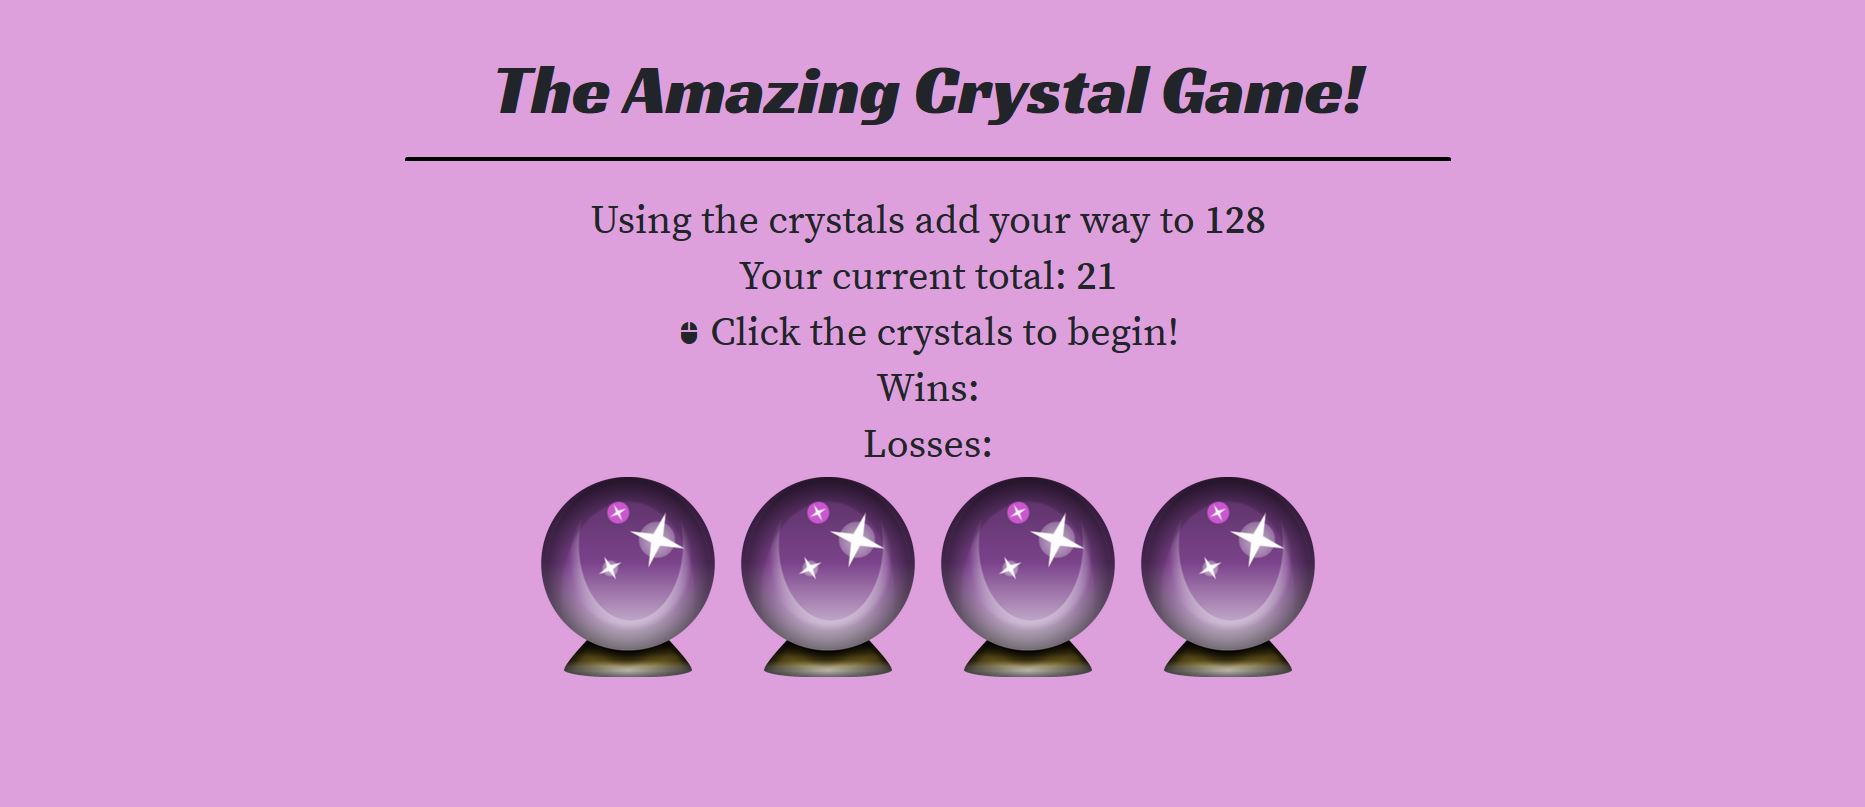 The Amazing Crystal Game!
Using the crystals add your way to 128
Your current total: 21
Click the crystals to begin!
Wins:
Losses: